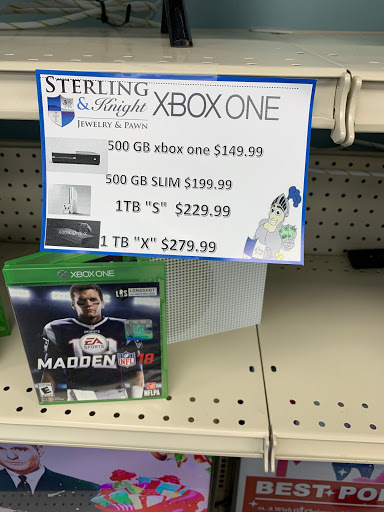 STERLING
& Knight
JEWELRY & PAWN
XBOX ONE
500 GB xbox one $149.99
500 GB SLIM $199.99
1TB "S" $229.99
1 TB "X" $279.99
XBOX ONE
EA
SPORTS
MADDEN NFL 18
E
NFLPA
BEST PO